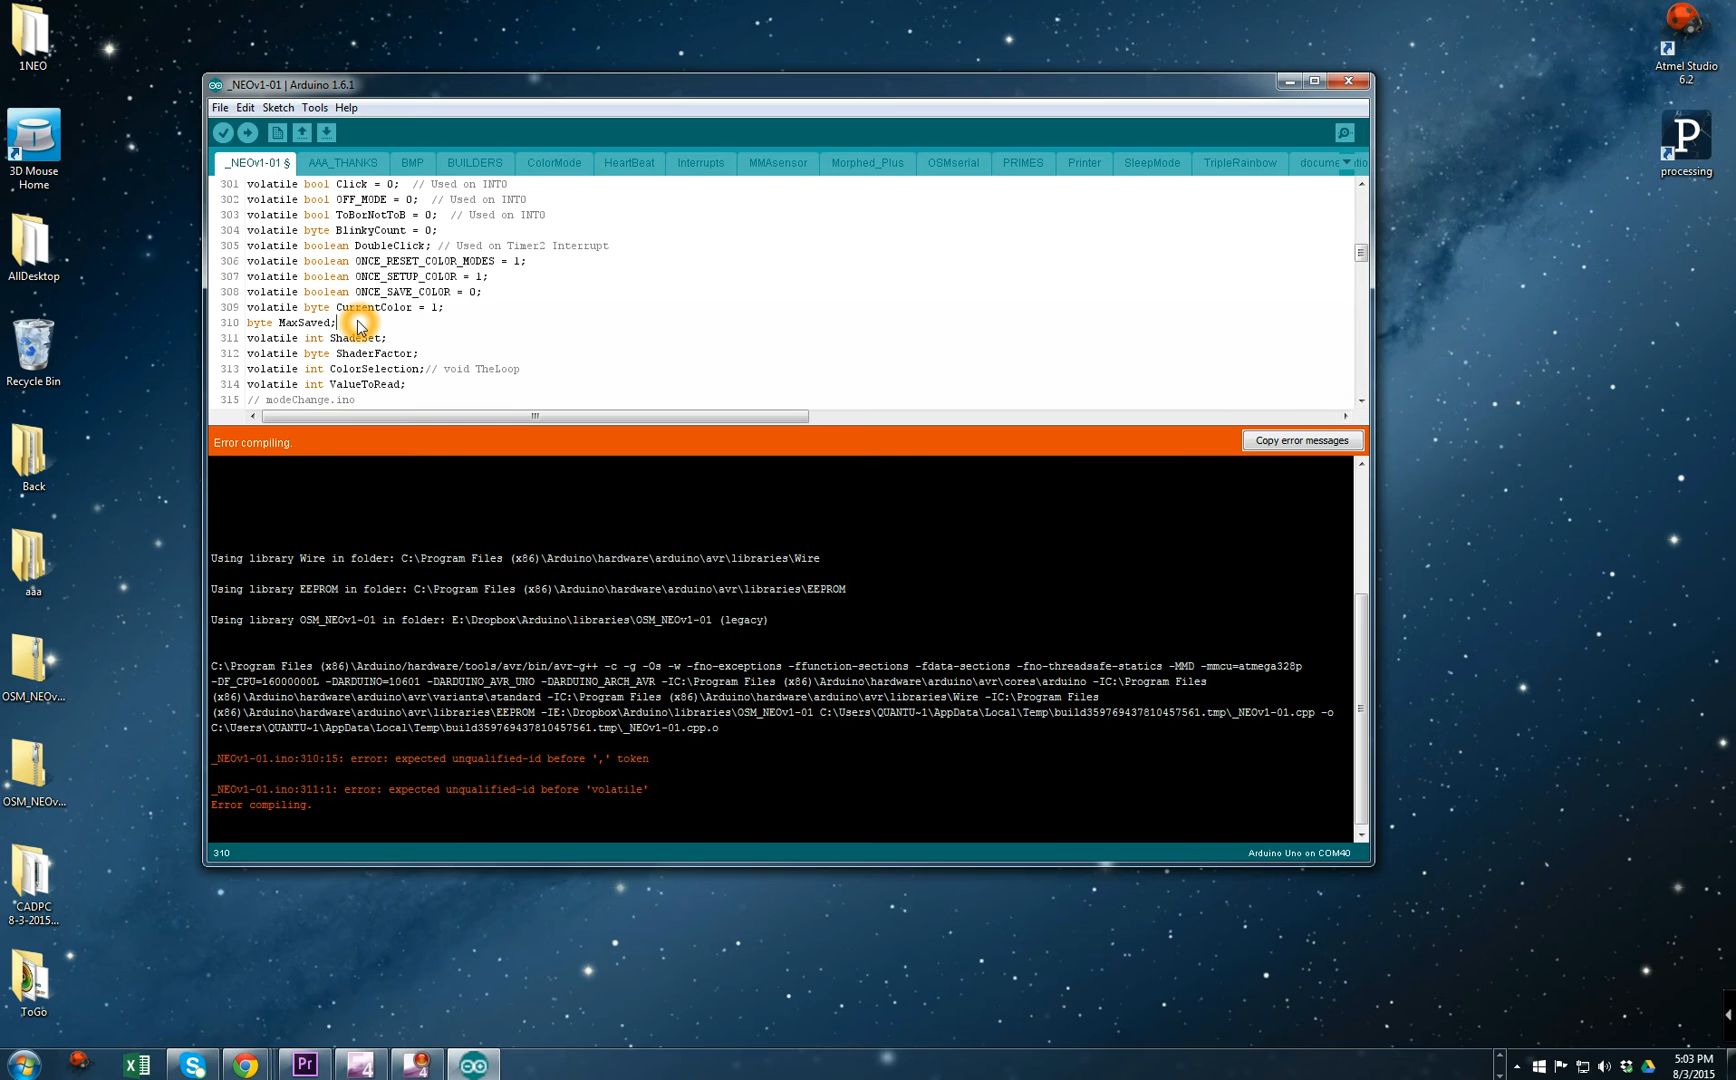 1NEO
3D Mouse
Home
AllDesktop
Recycle Bin
Back
aaa
OSM_NEOv...
OSM_NEOv...
CADPC
8-3-2015...
ToGo
Atmel Studio
6.2
processing
_NEOv1-01 | Arduino 1.6.1
File Edit Sketch Tools Help
_NEOv1-01 § AAA_THANKS BMP BUILDERS ColorMode HeartBeat Interrupts MMAsensor Morphed_Plus OSMserial PRIMES Printer SleepMode TripleRainbow
301 volatile bool Click = 0; // Used on INT0
302 volatile bool OFF_MODE = 0; // Used on INT0
303 volatile bool ToBorNotToB = 0; // Used on INT0
304 volatile byte BlinkyCount = 0;
305 volatile boolean DoubleClick; // Used on Timer2 Interrupt
306 volatile boolean ONCE_RESET_COLOR_MODES = 1;
307 volatile boolean ONCE_SETUP_COLOR = 1;
308 volatile boolean ONCE_SAVE_COLOR = 0;
309 volatile byte CurrentColor = 1;
310 byte MaxSaved;
311 volatile int ShadeSet;
312 volatile byte ShaderFactor;
313 volatile int ColorSelection;// void TheLoop
314 volatile int ValueToRead;
315 // modeChange.ino
Error compiling.
Copy error messages
Using library Wire in folder: C:\Program Files (x86)\Arduino\hardware\arduino\avr\libraries\Wire
Using library EEPROM in folder: C:\Program Files (x86)\Arduino\hardware\arduino\avr\libraries\EEPROM
Using library OSM_NEOv1-01 in folder: E:\Dropbox\Arduino\libraries\OSM_NEOv1-01 (legacy)
C:\Program Files (x86)\Arduino/hardware/tools/avr/bin/avr-g++ -c -g -Os -w -fno-exceptions -ffunction-sections -fdata-sections -fno-threadsafe-statics -MMD -mmcu=atmega328p
-DF_CPU=16000000L -DARDUINO=10601 -DARDUINO_AVR_UNO -DARDUINO_ARCH_AVR -IC:\Program Files (x86)\Arduino\hardware\arduino\avr\cores\arduino -IC:\Program Files
(x86)\Arduino\hardware\arduino\avr\variants\standard -IC:\Program Files (x86)\Arduino\hardware\arduino\avr\libraries\Wire -IC:\Program Files
(x86)\Arduino\hardware\arduino\avr\libraries\EEPROM -IE:\Dropbox\Arduino\libraries\OSM_NEOv1-01 C:\Users\QUANTU~1\AppData\Local\Temp\build359769437810457561.tmp\_NEOv1-01.cpp -o
C:\Users\QUANTU~1\AppData\Local\Temp\build359769437810457561.tmp\_NEOv1-01.cpp.o
_NEOv1-01.ino:310:15: error: expected unqualified-id before ',' token
_NEOv1-01.ino:311:1: error: expected unqualified-id before 'volatile'
Error compiling.
310
Arduino Uno on COM40
5:03 PM
8/3/2015